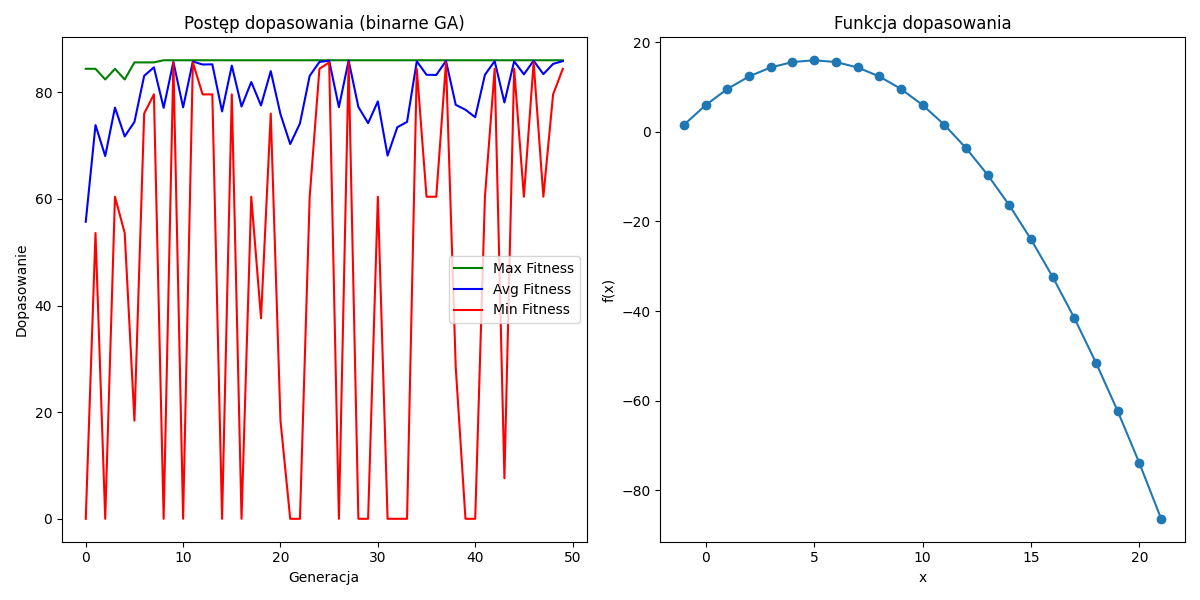 Postęp dopasowania (binarne GA)
Dopasowanie
80
60
40
20
0
Max Fitness
Avg Fitness
Min Fitness
0 10 20 30 40 50
Generacja
Funkcja dopasowania
f(x)
20
0
−20
−40
−60
−80
0 5 10 15 20
x